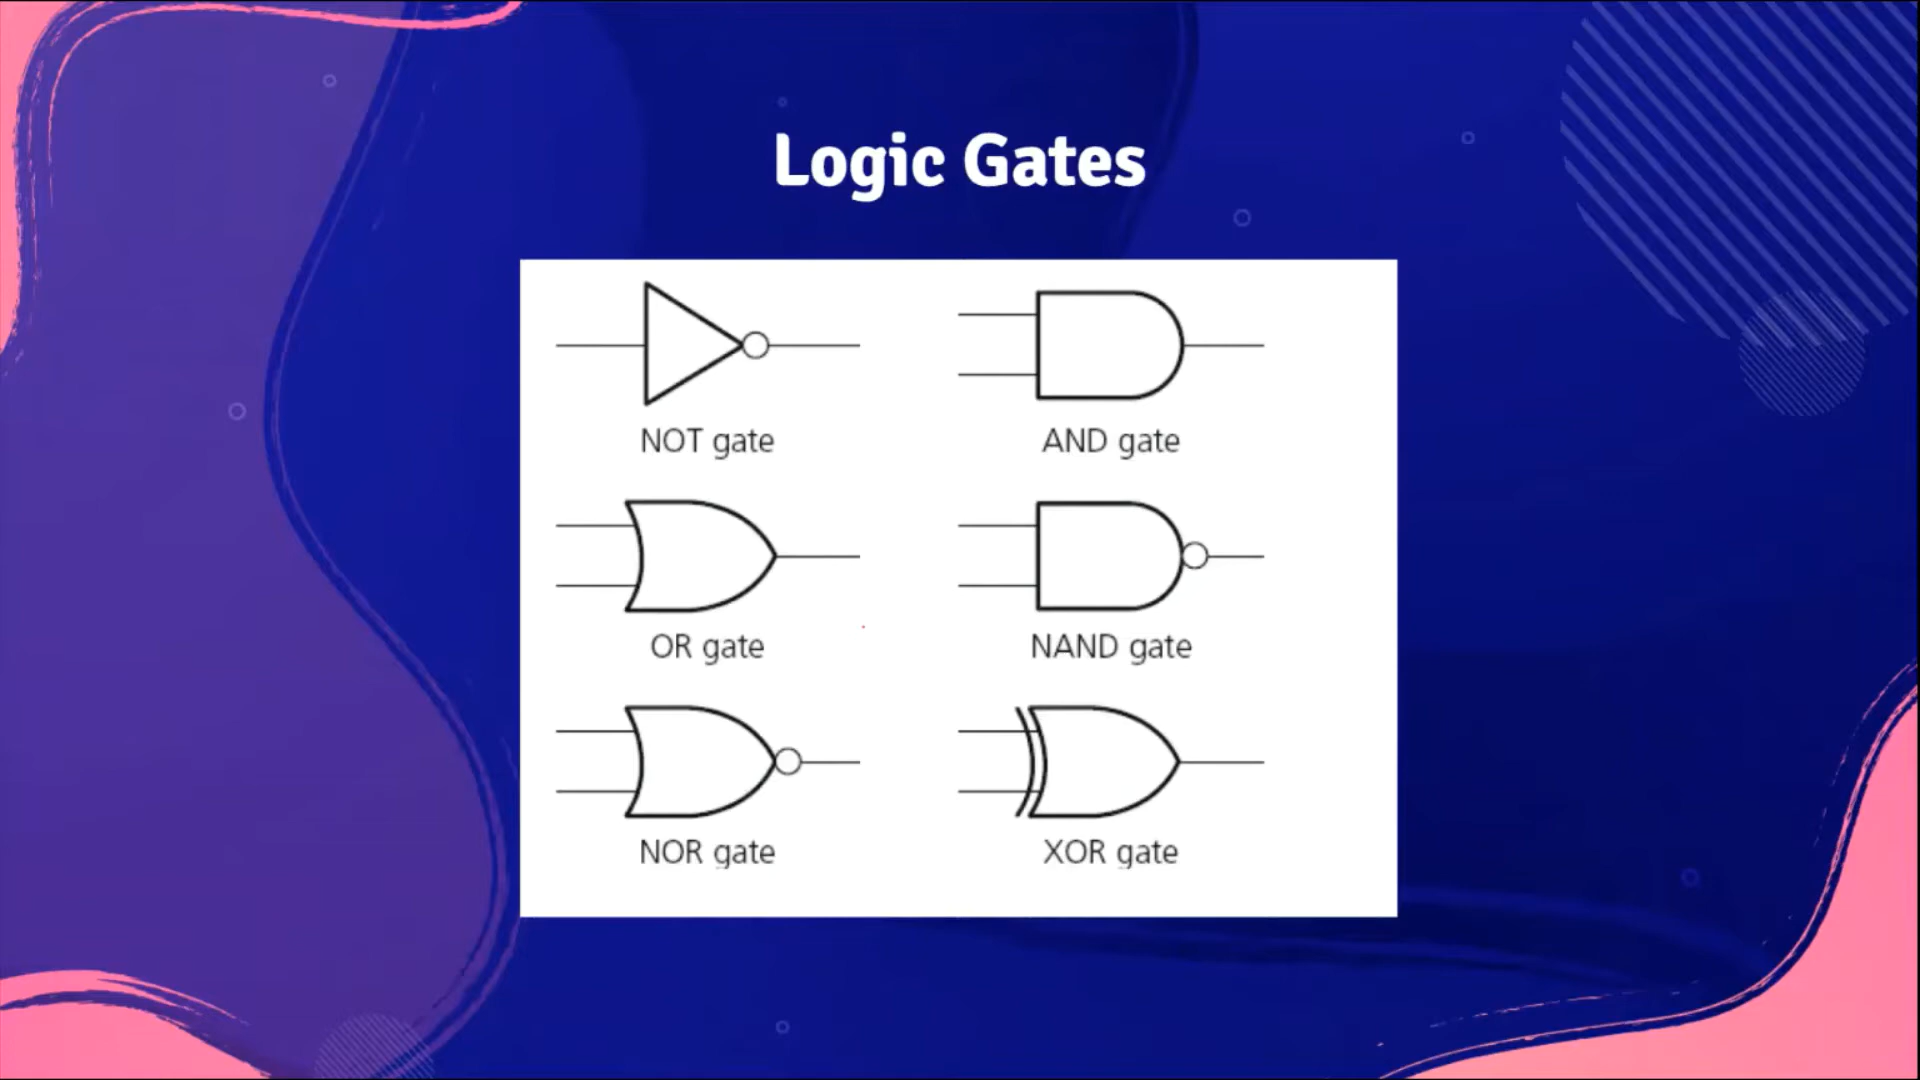 Logic Gates
NOT gate
AND gate
OR gate
NAND gate
NOR gate
XOR gate